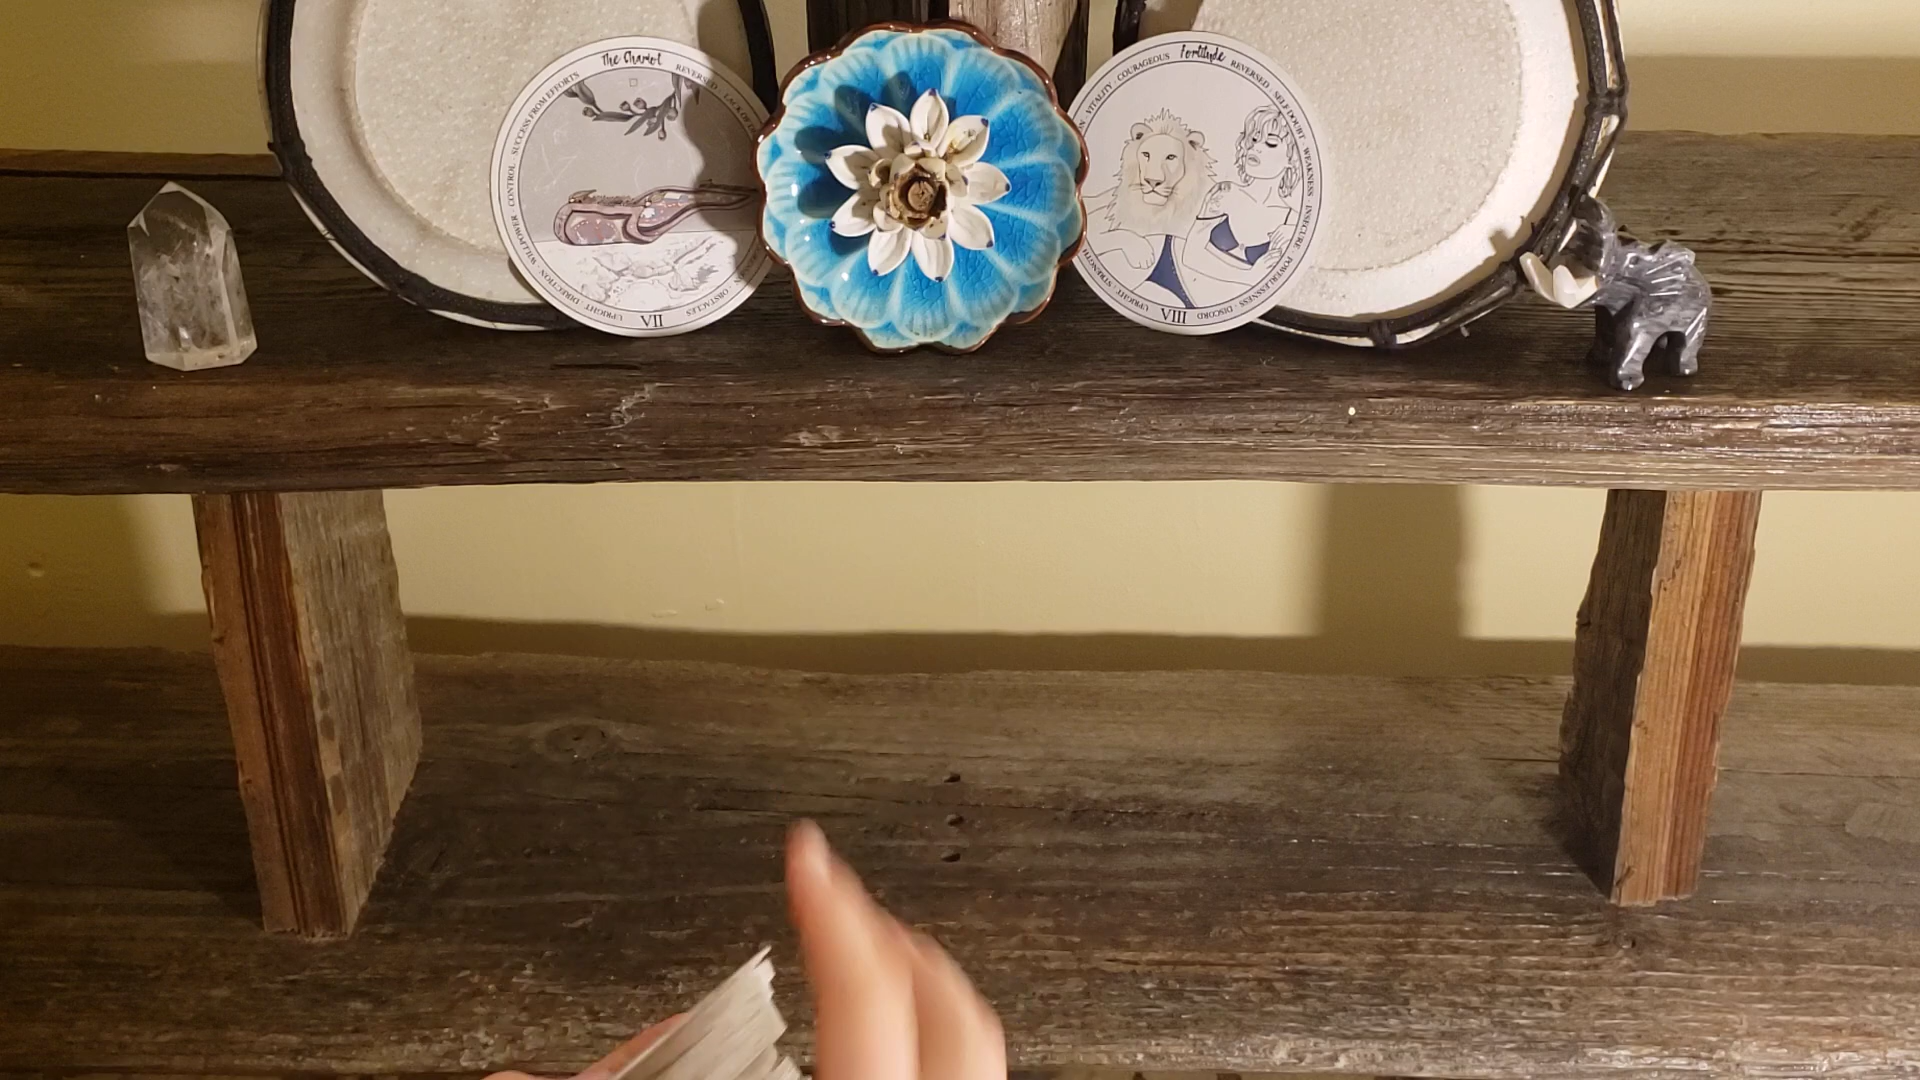 The Chariot
UPRIGHT · DIRECTION · WILLPOWER · CONTROL · SUCCESS FROM EFFORTS
REVERSED · LACK OF
OBSTACLES
VII
Fortitude
UPRIGHT · STRENGTH
VITALITY · COURAGEOUS
REVERSED · SELF DOUBT · WEAKNESS · INSECURE · POWERLESSNESS · DISCORD
VIII